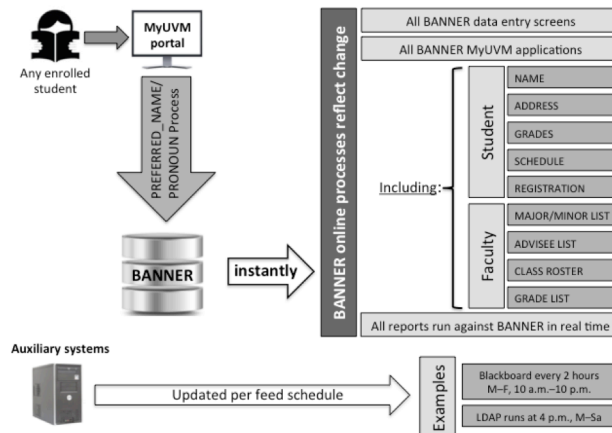 MyUVM
portal
Any enrolled
student
PREFERRED_NAME/
PRONOUN Process
BANNER
instantly
BANNER online processes reflect change
All BANNER data entry screens
All BANNER MyUVM applications
Including:
Student
NAME
ADDRESS
GRADES
SCHEDULE
REGISTRATION
Faculty
MAJOR/MINOR LIST
ADVISEE LIST
CLASS ROSTER
GRADE LIST
All reports run against BANNER in real time
Auxiliary systems
Updated per feed schedule
Examples
Blackboard every 2 hours
M–F, 10 a.m.–10 p.m.
LDAP runs at 4 p.m., M–Sa